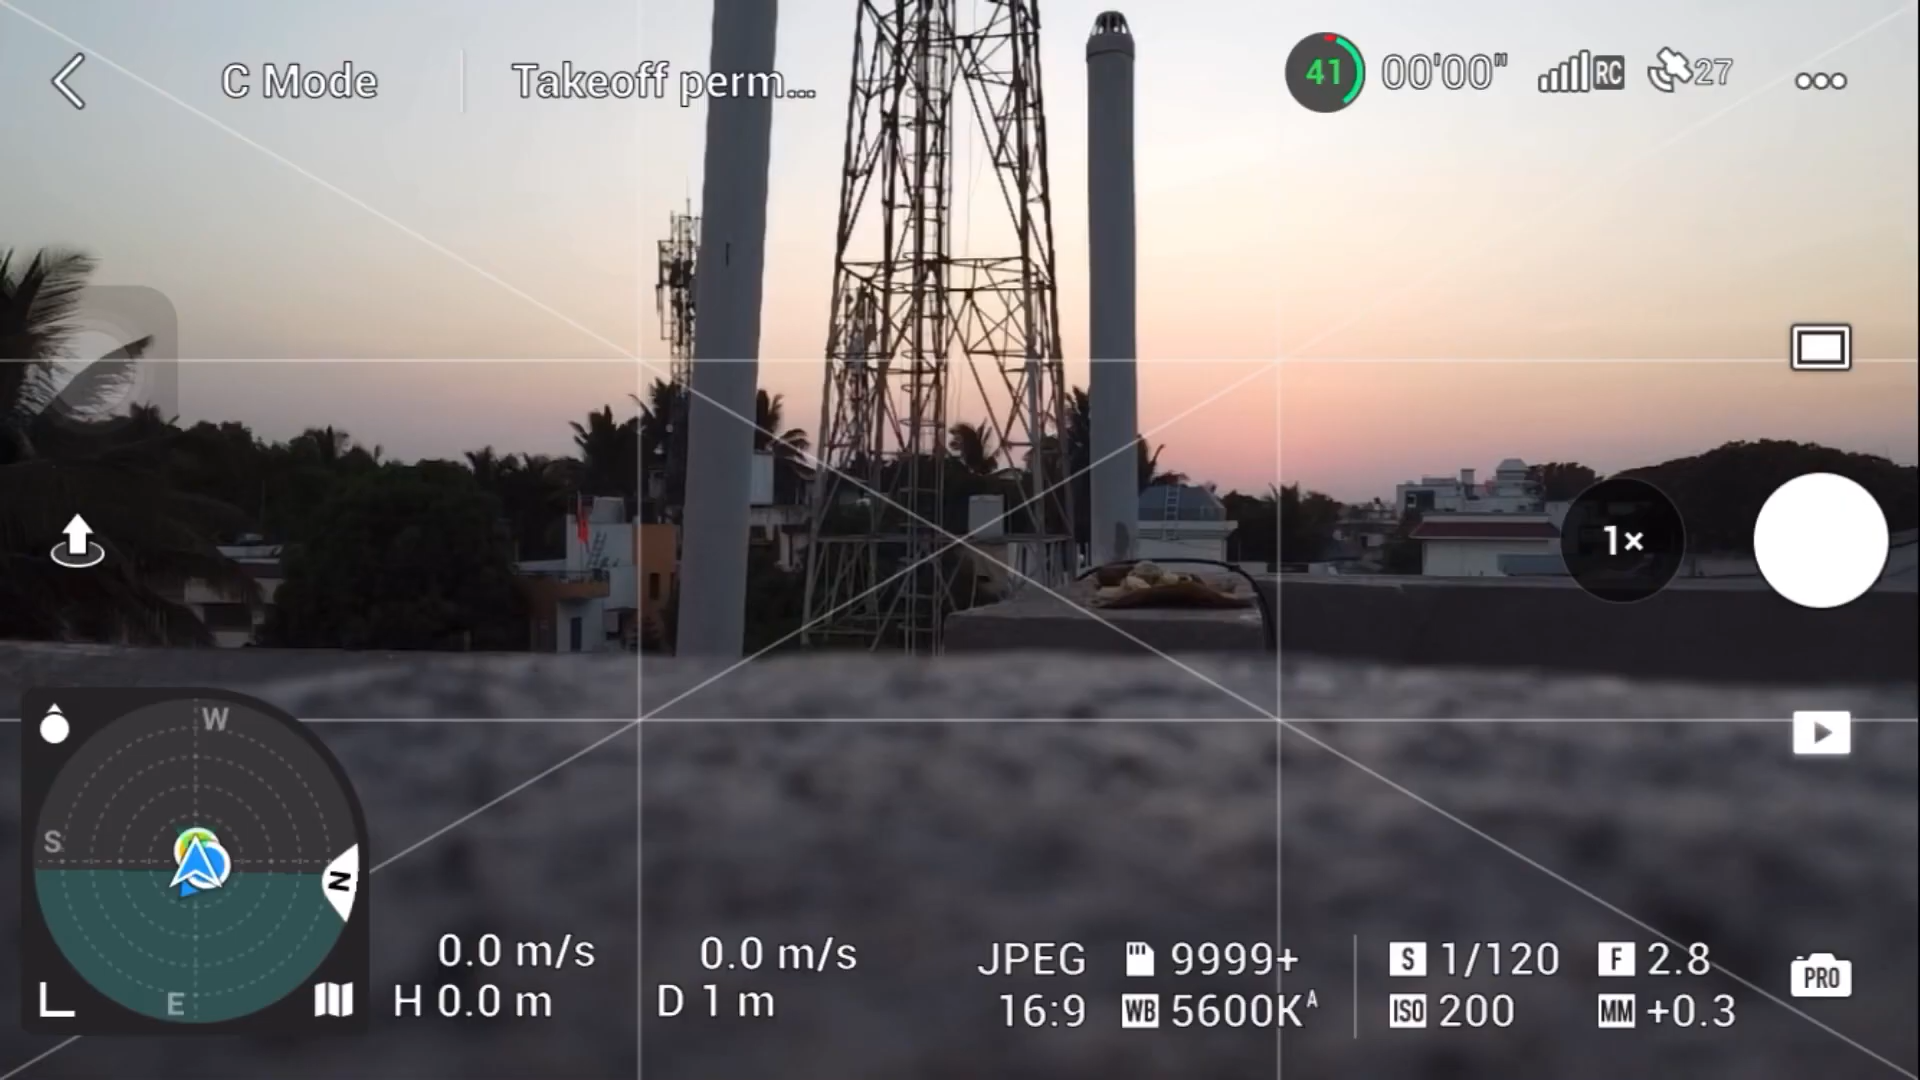 C Mode
Takeoff perm...
41
00'00"
RC
27
1×
W
S
N
E
0.0 m/s
H 0.0 m
0.0 m/s
D 1 m
JPEG
16:9
9999+
WB 5600K A
S 1/120
ISO 200
F 2.8
MM +0.3
PRO